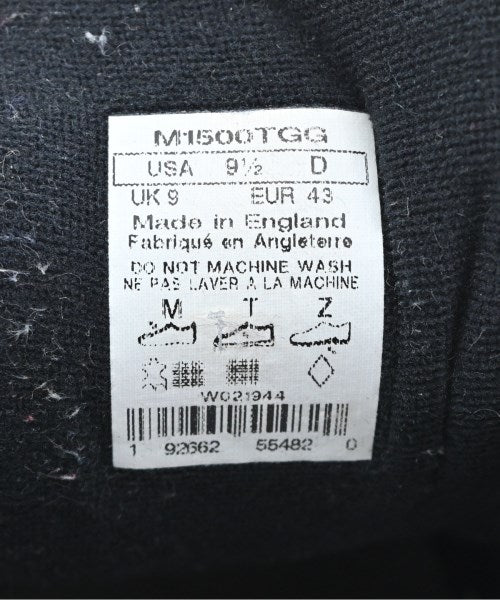 M1500TGG
USA 9½ D
UK 9 EUR 43
Made in England
Fabriqué en Angleterre
DO NOT MACHINE WASH
NE PAS LAVER A LA MACHINE
M T Z
W021944
1 92662 55482 0